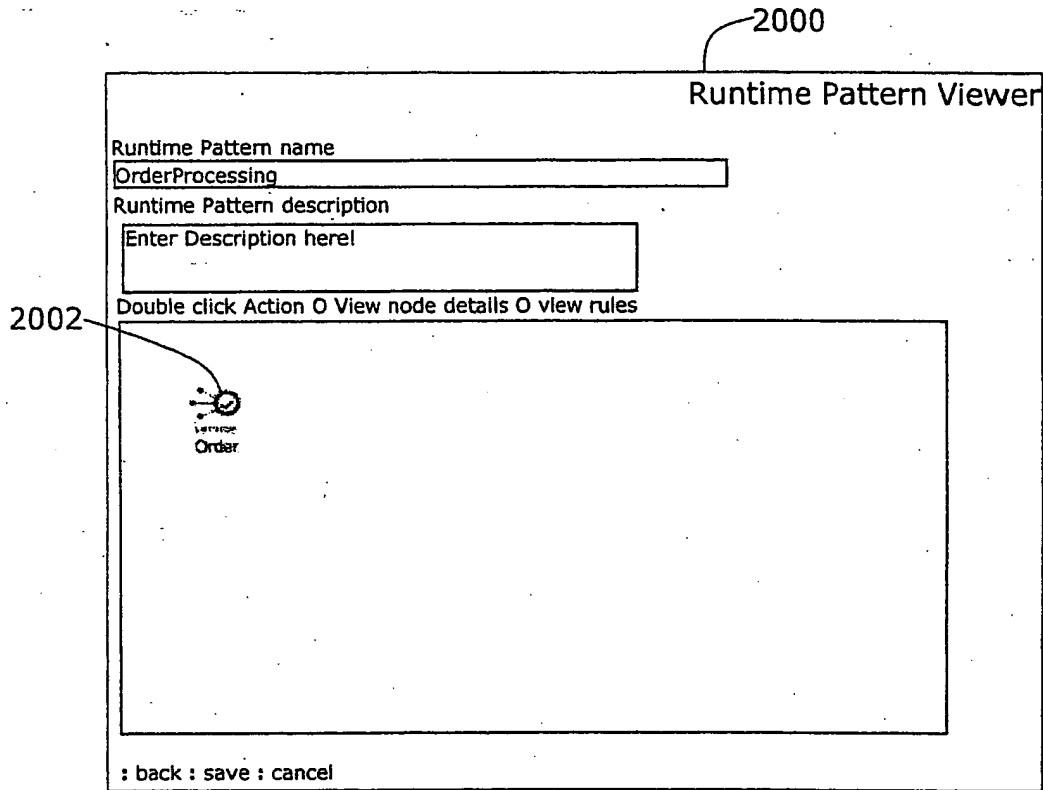 2000
Runtime Pattern Viewer
Runtime Pattern name
OrderProcessing
Runtime Pattern description
Enter Description here!
Double click Action O View node details O view rules
2002
Order
: back : save : cancel